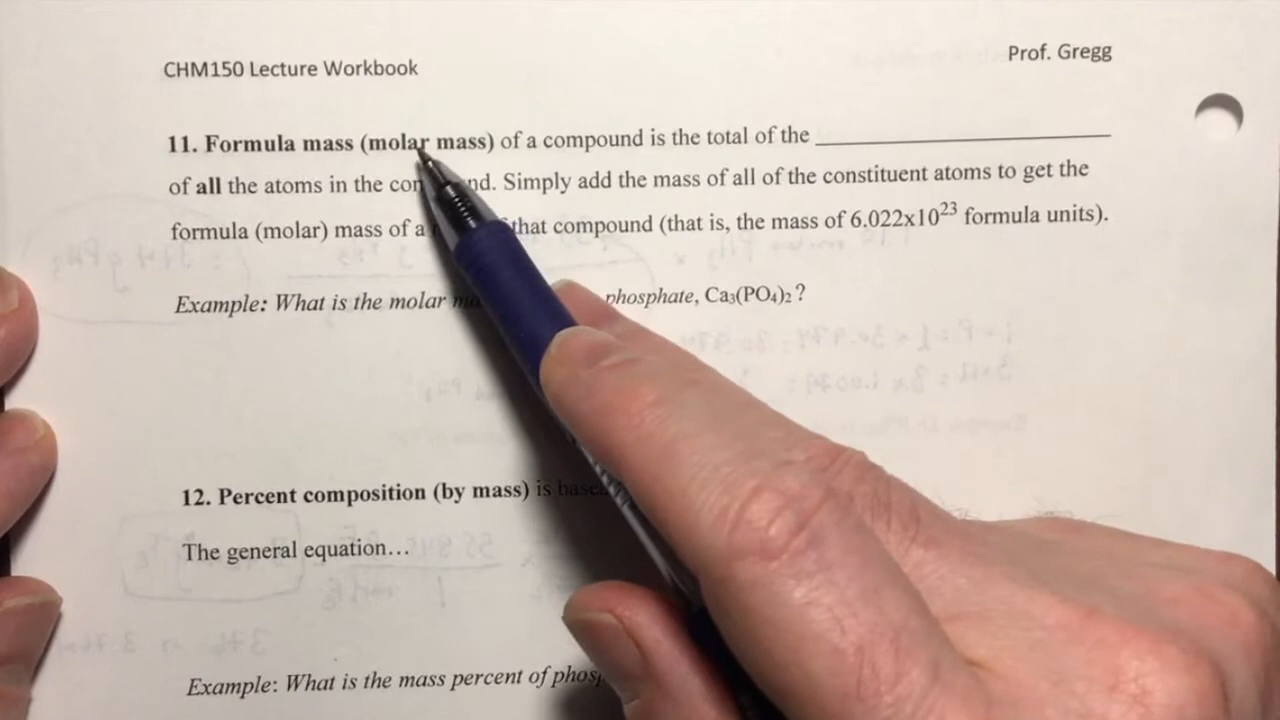 CHM150 Lecture Workbook
Prof. Gregg
11. Formula mass (molar mass) of a compound is the total of the
of all the atoms in the nd. Simply add the mass of all of the constituent atoms to get the
formula (molar) mass of a that compound (that is, the mass of 6.022x10²³ formula units).
Example: What is the molar phosphate, Ca₃(PO₄)₂?
12. Percent composition (by mass) is
The general equation…
Example: What is the mass percent of